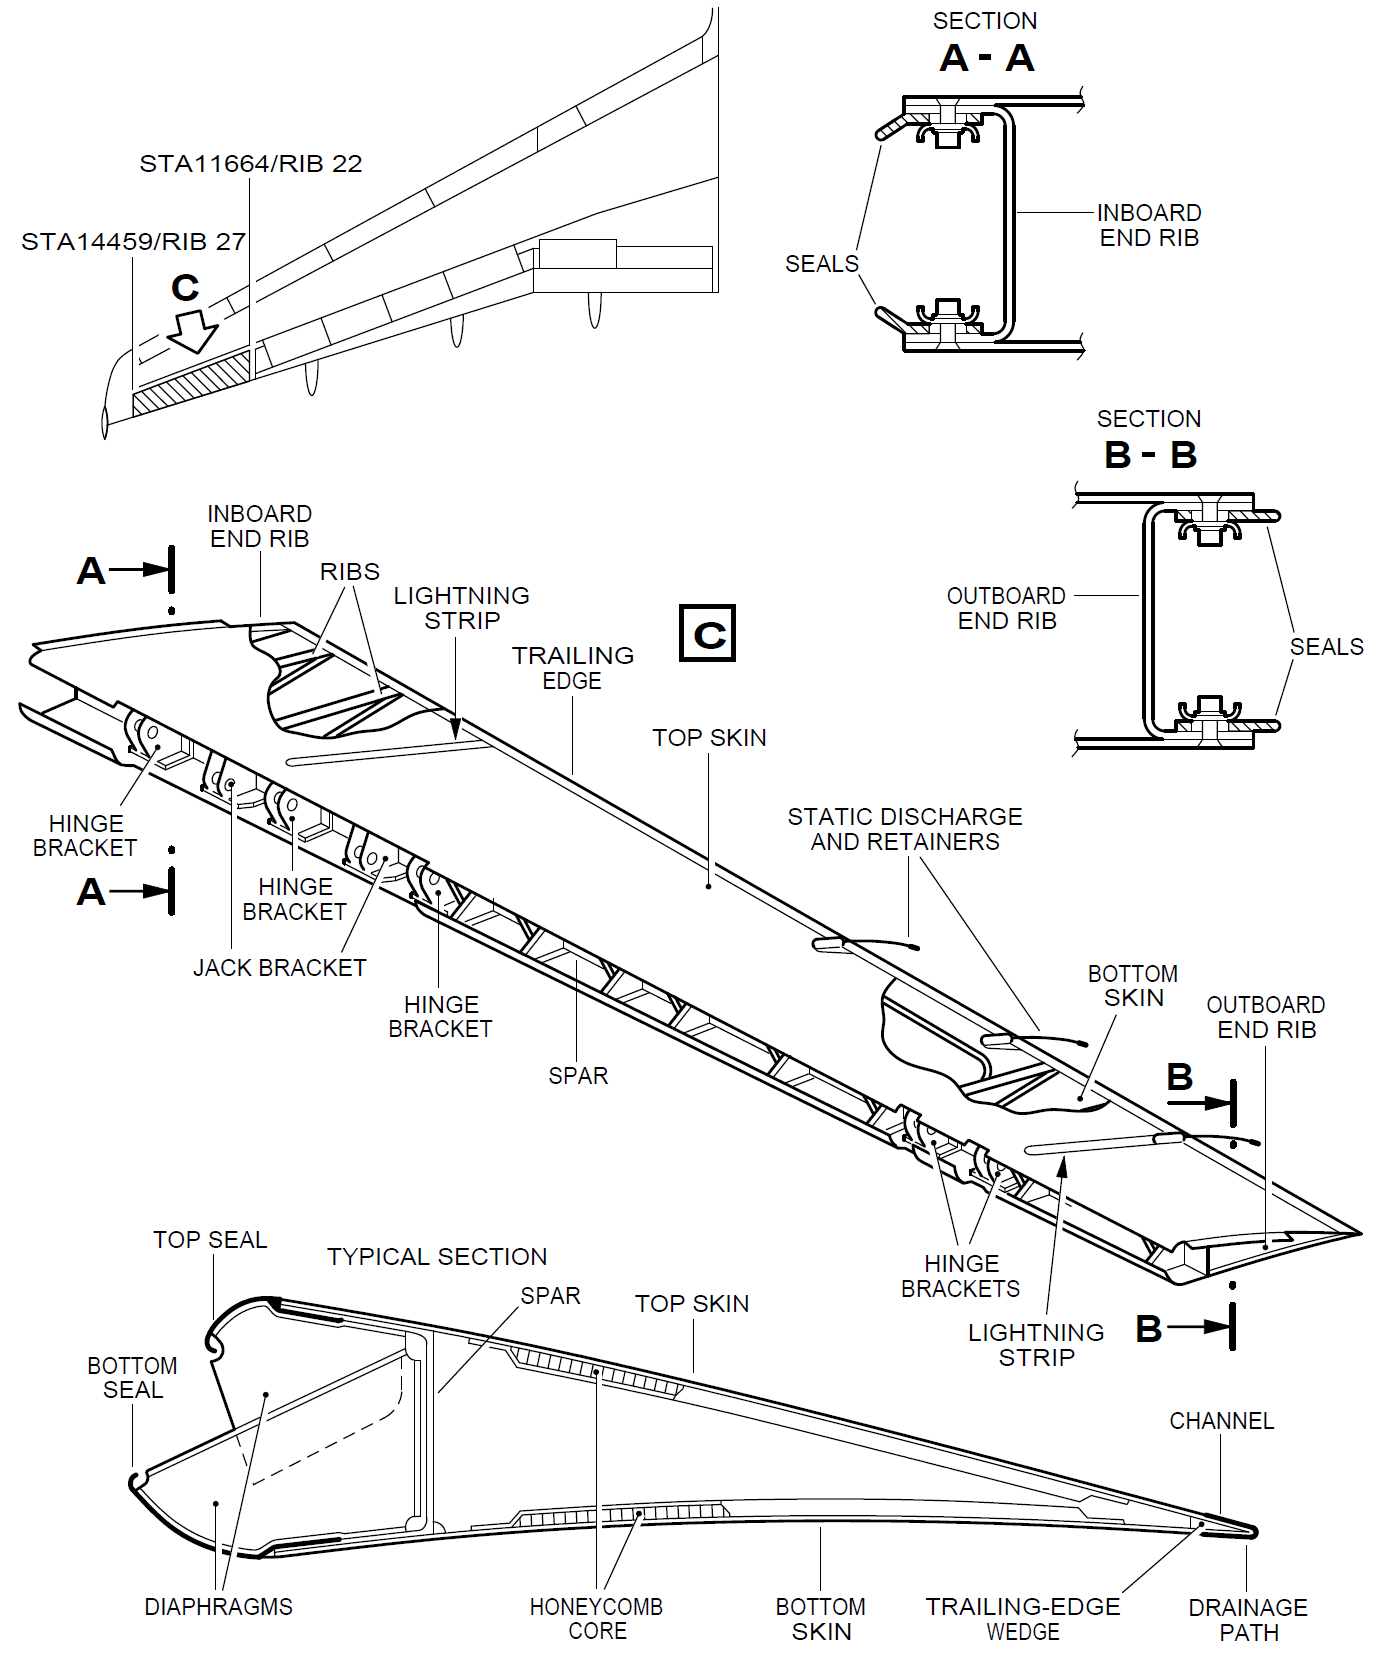 SECTION
A - A
STA11664/RIB 22
STA14459/RIB 27
C
INBOARD
END RIB
SEALS
SECTION
B - B
OUTBOARD
END RIB
SEALS
INBOARD
END RIB
A
RIBS
LIGHTNING
STRIP
C
TRAILING
EDGE
TOP SKIN
STATIC DISCHARGE
AND RETAINERS
HINGE
BRACKET
A
HINGE
BRACKET
JACK BRACKET
HINGE
BRACKET
SPAR
BOTTOM
SKIN
OUTBOARD
END RIB
B
HINGE
BRACKETS
LIGHTNING
STRIP
B
TOP SEAL
TYPICAL SECTION
SPAR
TOP SKIN
BOTTOM
SEAL
CHANNEL
DIAPHRAGMS
HONEYCOMB
CORE
BOTTOM
SKIN
TRAILING-EDGE
WEDGE
DRAINAGE
PATH